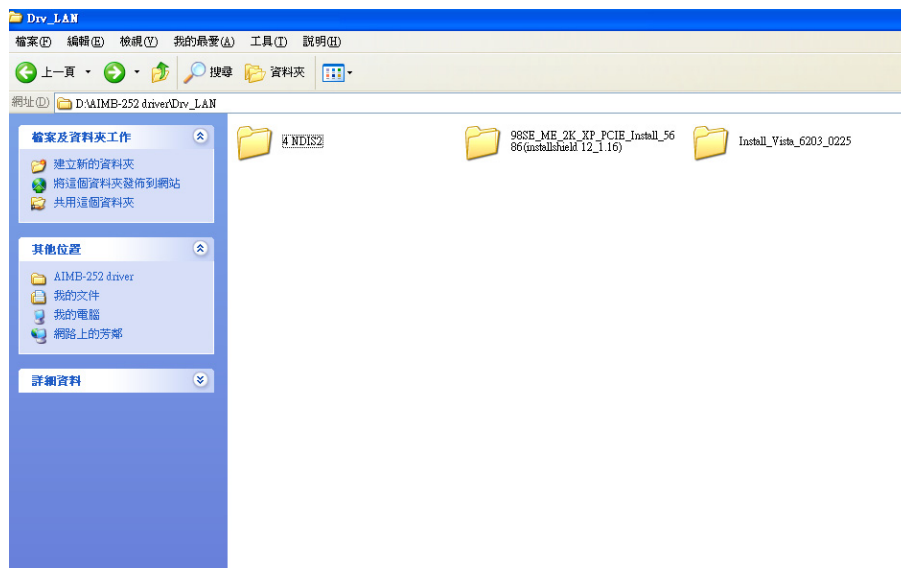 Drv_LAN
檔案(F) 編輯(E) 檢視(V) 我的最愛(A) 工具(T) 說明(H)
上一頁 搜尋 資料夾
網址(D) D:\AIMB-252 driver\Drv_LAN
檔案及資料夾工作
建立新的資料夾
將這個資料夾發佈到網站
共用這個資料夾
其他位置
AIMB-252 driver
我的文件
我的電腦
網路上的芳鄰
詳細資料
4 NDIS2
98SE_ME_2K_XP_PCIE_Install_56
86(installshield 12_1.16)
Install_Vista_6203_0225